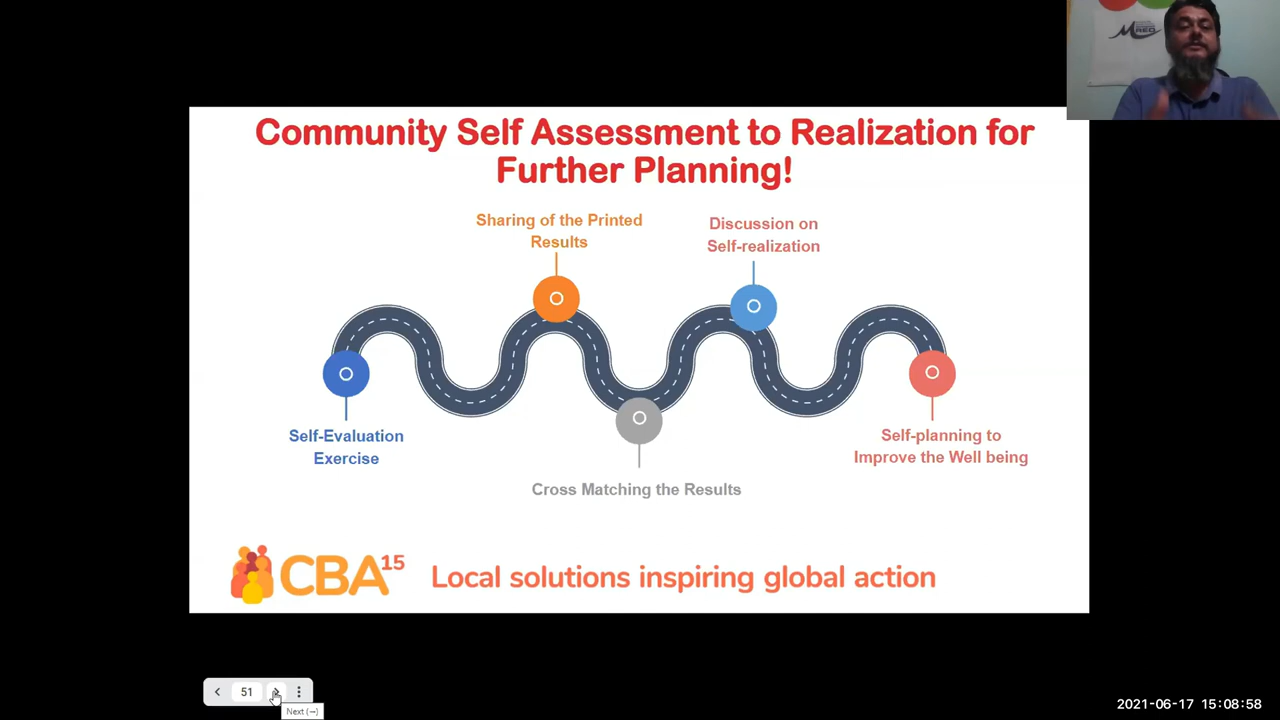 Community Self Assessment to Realization for
Further Planning!
Sharing of the Printed
Results
Discussion on
Self-realization
Self-Evaluation
Exercise
Self-planning to
Improve the Well being
Cross Matching the Results
CBA15
Local solutions inspiring global action
51
Next (→)
2021-06-17 15:08:58